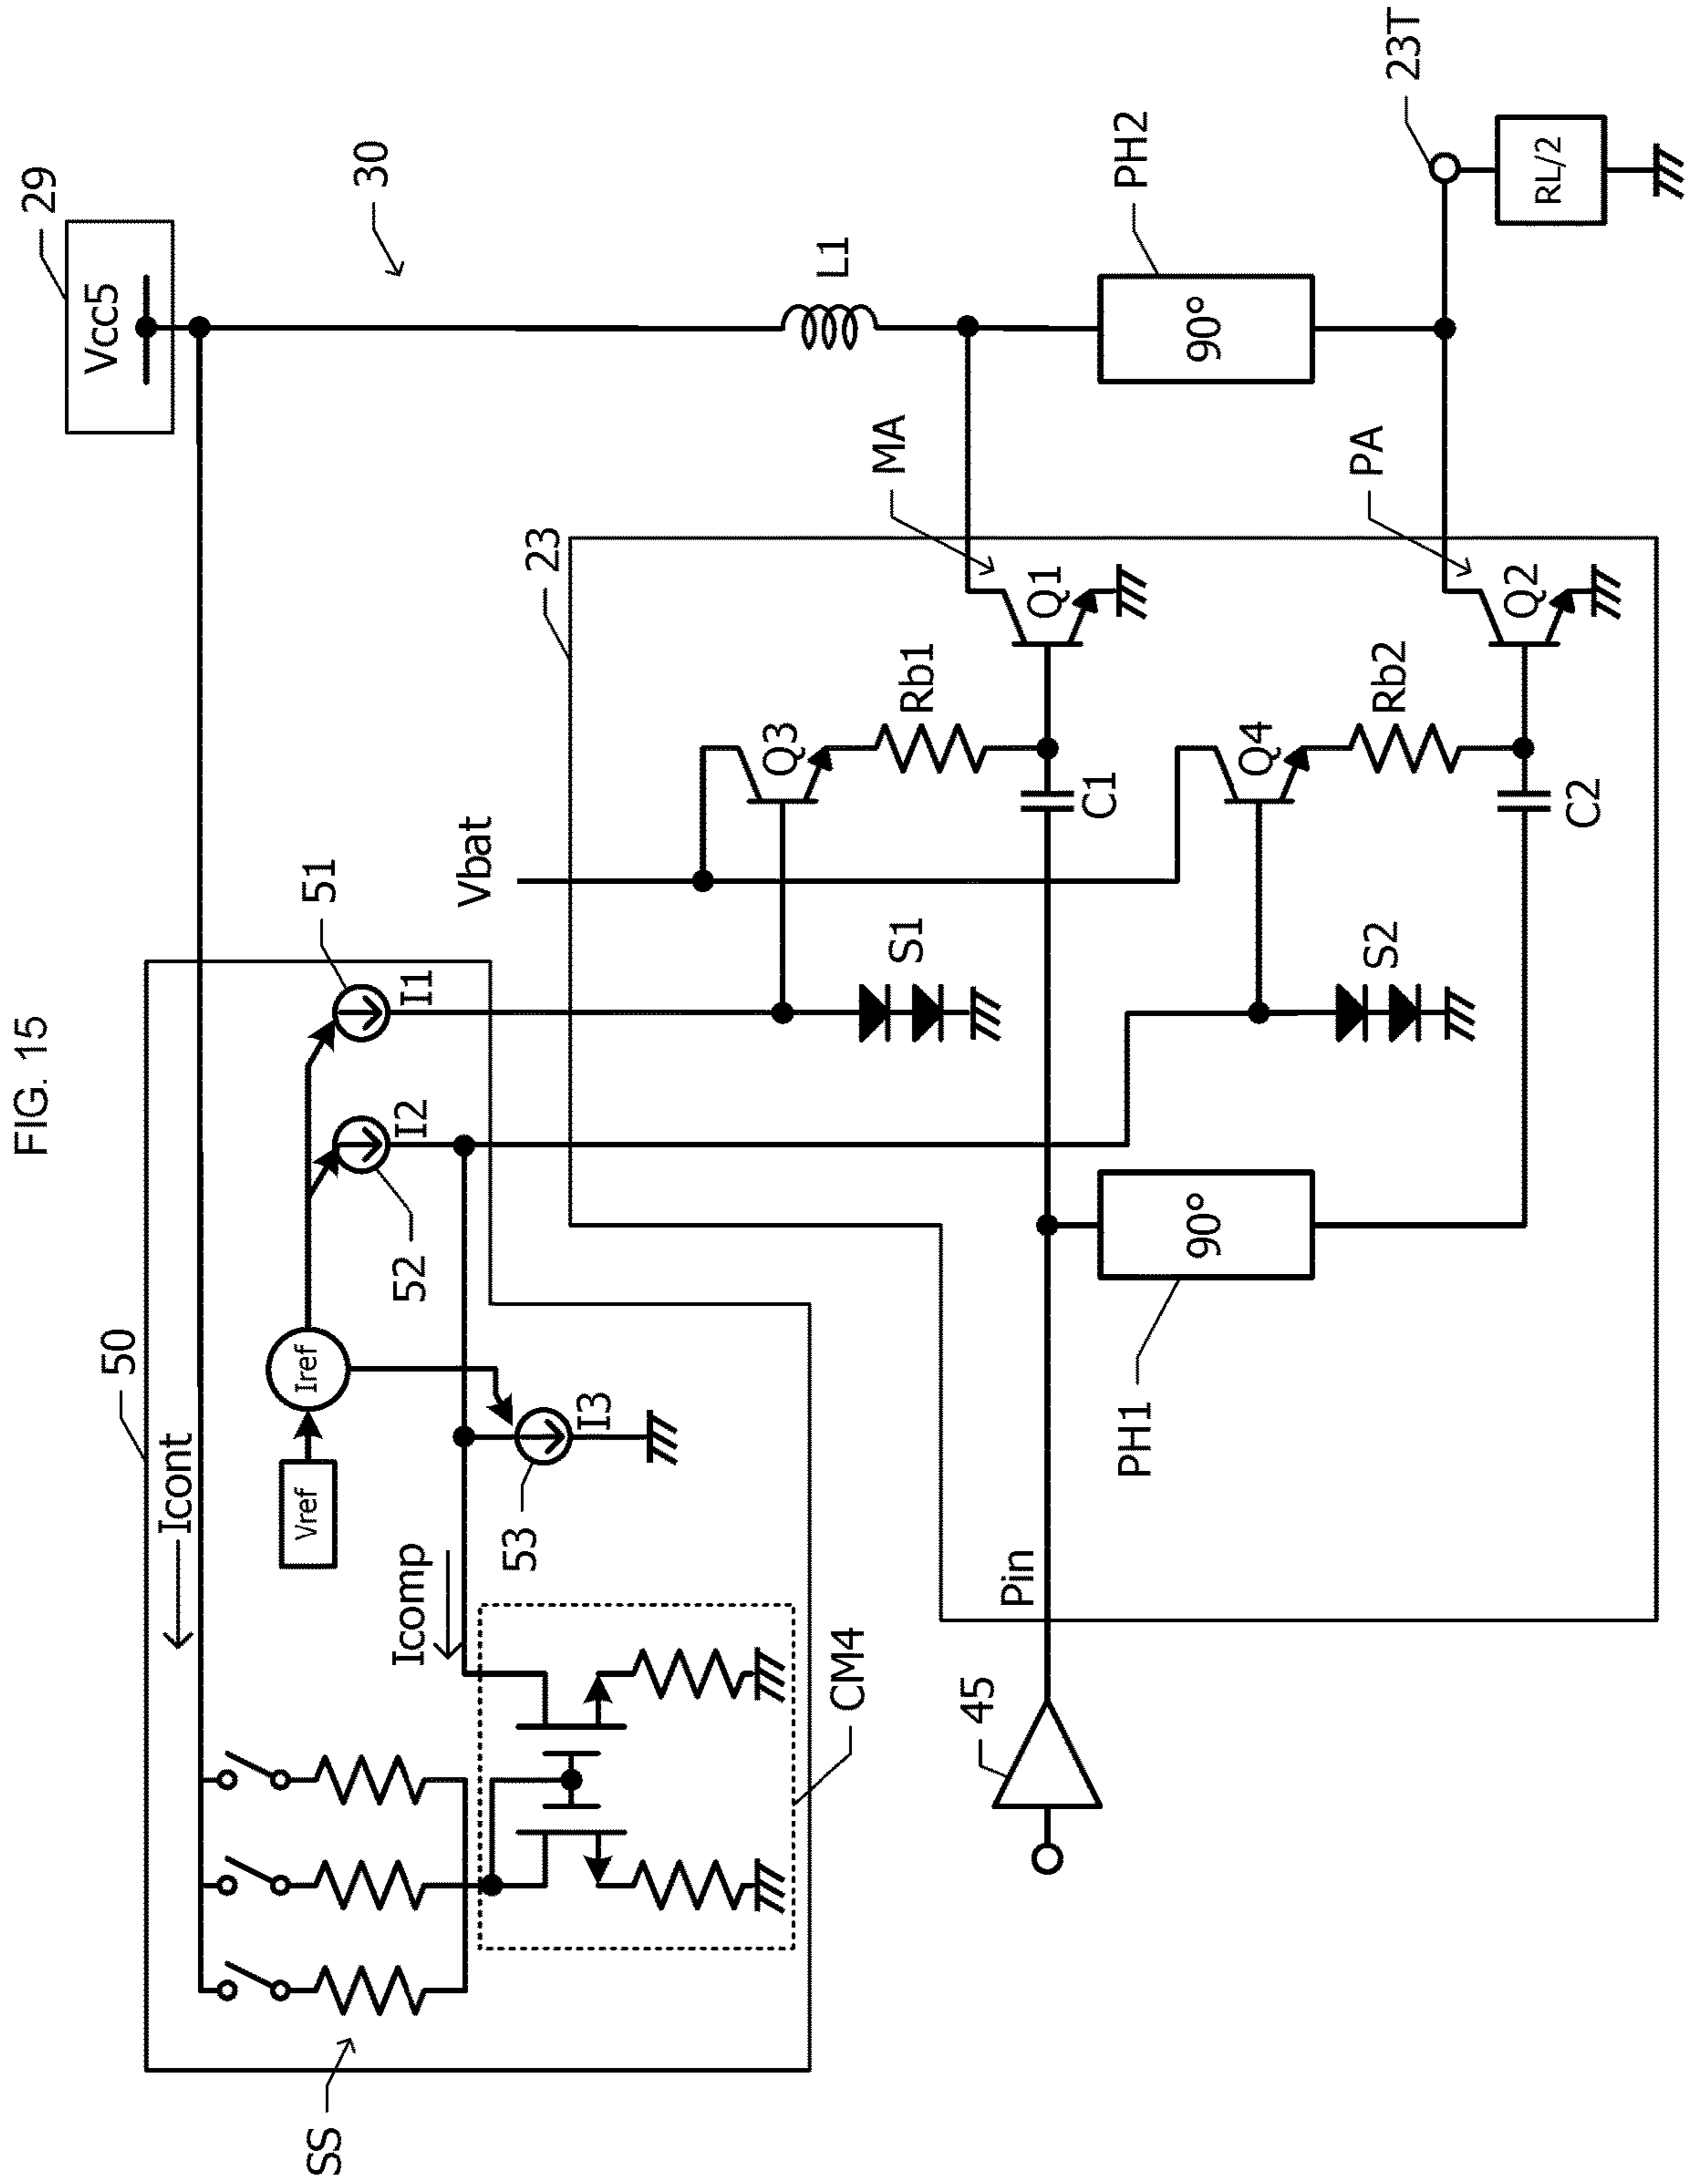 FIG. 15
29
Vcc5
30
50
Icont
51
52
I1
I2
Iref
Vref
Icomp
53
I3
SS
CM4
Vbat
23
MA
L1
PH2
90°
23T
RL/2
PA
Q3
Rb1
Q1
C1
S1
Q4
Rb2
Q2
C2
S2
90°
PH1
Pin
45